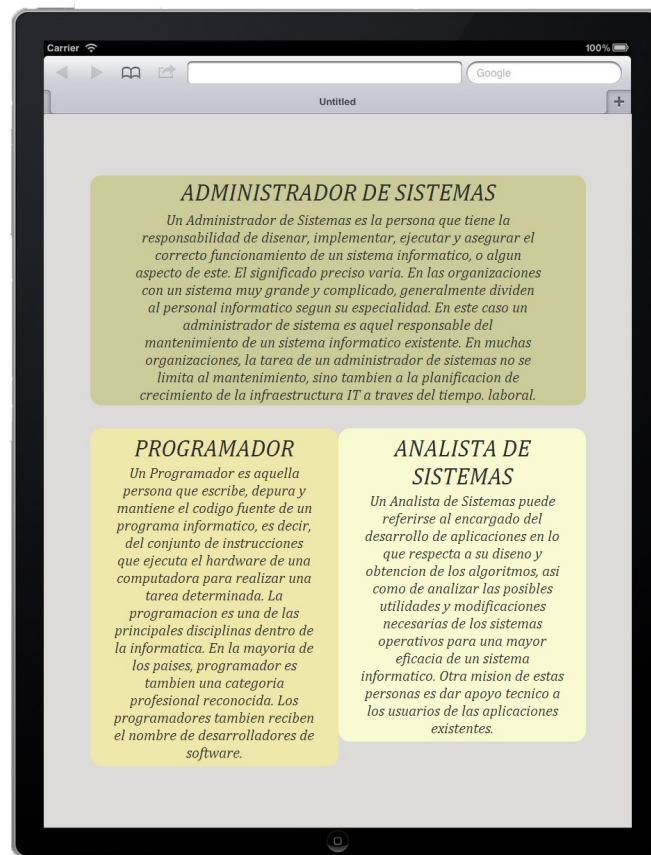 Carrier 100%
Google
Untitled
ADMINISTRADOR DE SISTEMAS
Un Administrador de Sistemas es la persona que tiene la
responsabilidad de disenar, implementar, ejecutar y asegurar el
correcto funcionamiento de un sistema informatico, o algun
aspecto de este. El significado preciso varia. En las organizaciones
con un sistema muy grande y complicado, generalmente dividen
al personal informatico segun su especialidad. En este caso un
administrador de sistema es aquel responsable del
mantenimiento de un sistema informatico existente. En muchas
organizaciones, la tarea de un administrador de sistemas no se
limita al mantenimiento, sino tambien a la planificacion de
crecimiento de la infraestructura IT a traves del tiempo. laboral.
PROGRAMADOR
Un Programador es aquella
persona que escribe, depura y
mantiene el codigo fuente de un
programa informatico, es decir,
del conjunto de instrucciones
que ejecuta el hardware de una
computadora para realizar una
tarea determinada. La
programacion es una de las
principales disciplinas dentro de
la informatica. En la mayoria de
los paises, programador es
tambien una categoria
profesional reconocida. Los
programadores tambien reciben
el nombre de desarrolladores de
software.
ANALISTA DE
SISTEMAS
Un Analista de Sistemas puede
referirse al encargado del
desarrollo de aplicaciones en lo
que respecta a su diseno y
obtencion de los algoritmos, asi
como de analizar las posibles
utilidades y modificaciones
necesarias de los sistemas
operativos para una mayor
eficacia de un sistema
informatico. Otra mision de estas
personas es dar apoyo tecnico a
los usuarios de las aplicaciones
existentes.